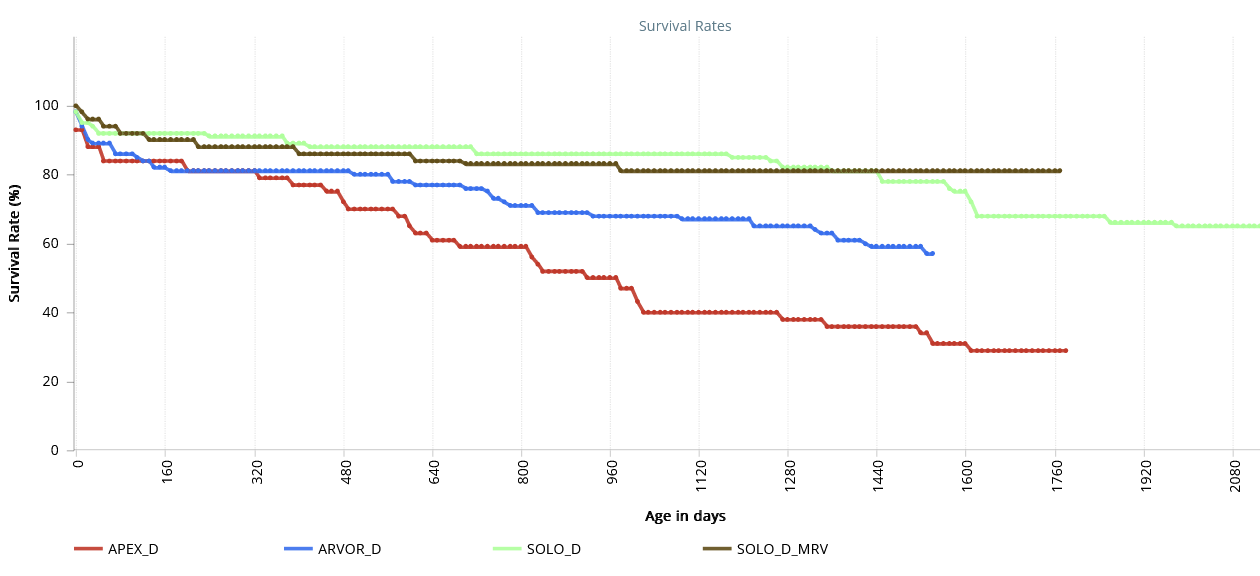 Survival Rates
100
80
60
40
20
0
Survival Rate (%)
0 160 320 480 640 800 960 1120 1280 1440 1600 1760 1920 2080
Age in days
APEX_D ARVOR_D SOLO_D SOLO_D_MRV